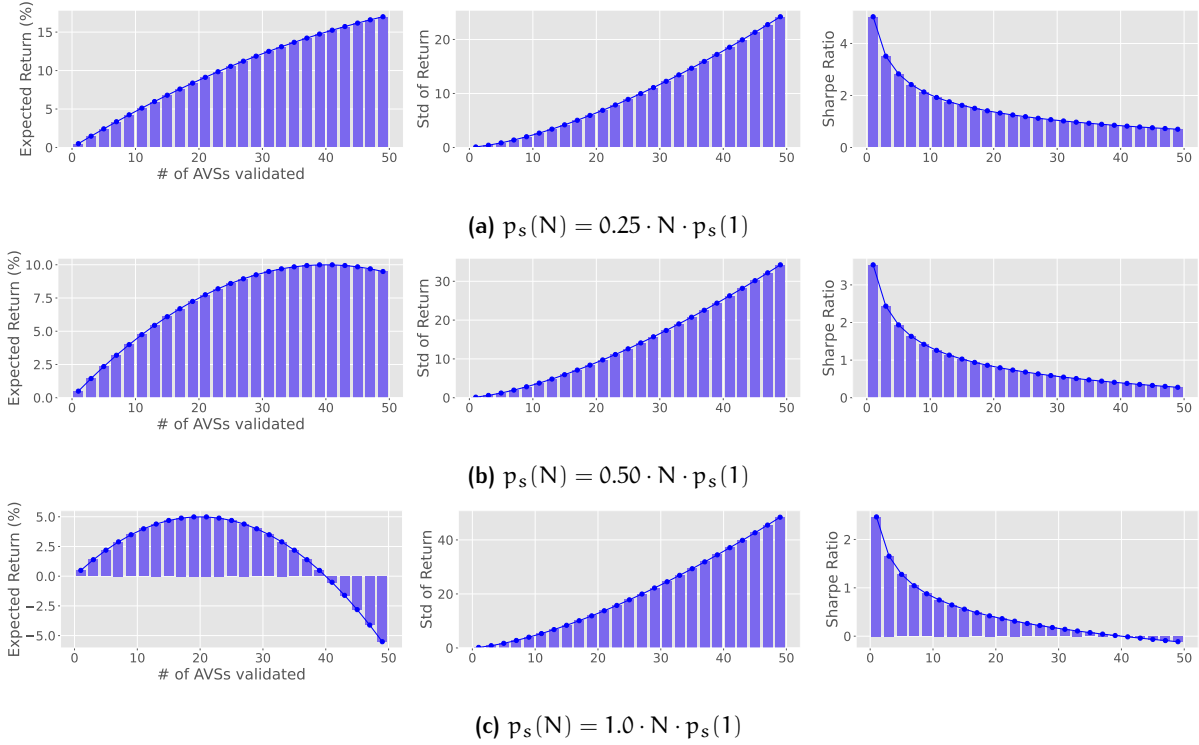 Expected Return (%)
15
10
5
0
0 10 20 30 40 50
# of AVSs validated
Std of Return
20
10
0
0 10 20 30 40 50
Sharpe Ratio
4
2
0
0 10 20 30 40 50
(a) pₛ(N) = 0.25 · N · pₛ(1)
Expected Return (%)
10.0
7.5
5.0
2.5
0.0
0 10 20 30 40 50
# of AVSs validated
Std of Return
30
20
10
0
0 10 20 30 40 50
Sharpe Ratio
3
2
1
0
0 10 20 30 40 50
(b) pₛ(N) = 0.50 · N · pₛ(1)
Expected Return (%)
5.0
2.5
0.0
−2.5
−5.0
0 10 20 30 40 50
# of AVSs validated
Std of Return
40
20
0
0 10 20 30 40 50
Sharpe Ratio
2
1
0
0 10 20 30 40 50
(c) pₛ(N) = 1.0 · N · pₛ(1)